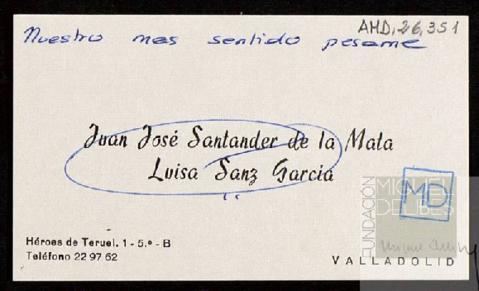 AMD, 26, 351
Nuestro mas sentido pesame
Juan José Santander de la Mata
Luisa Sanz García
MD
FUNDACIÓN
MIGUEL
DELIBES
Héroes de Teruel, 1 - 5.º - B
Teléfono 22 97 62
VALLADOLID